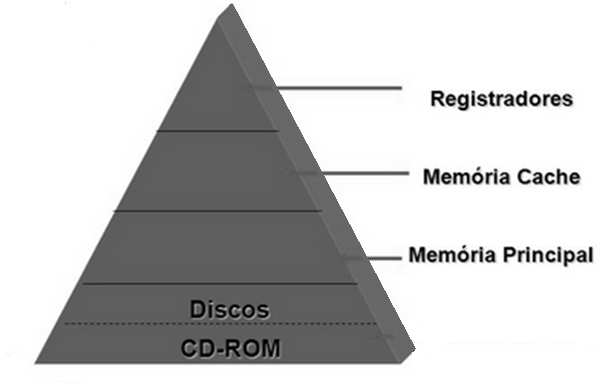 Registradores
Memória Cache
Memória Principal
Discos
CD-ROM